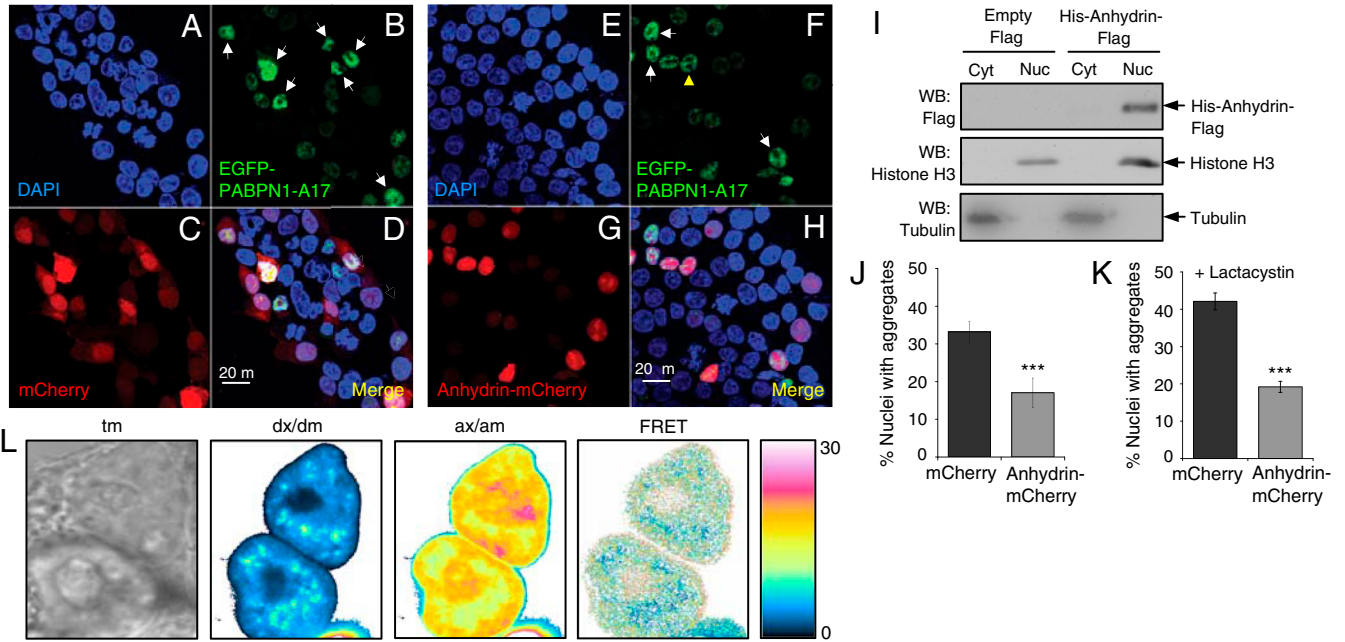 A
B
EGFP-
PABPN1-A17
DAPI
C
mCherry
D
20 m
Merge
E
DAPI
F
EGFP-
PABPN1-A17
G
Anhydrin-mCherry
H
20 m
Merge
I
Empty
Flag
His-Anhydrin-
Flag
Cyt Nuc Cyt Nuc
WB:
Flag
His-Anhydrin-
Flag
WB:
Histone H3
Histone H3
WB:
Tubulin
Tubulin
J
% Nuclei with aggregates
50
40
30
20
10
0
***
mCherry
Anhydrin-
mCherry
K
+ Lactacystin
% Nuclei with aggregates
50
40
30
20
10
0
***
mCherry
Anhydrin-
mCherry
L
tm
dx/dm
ax/am
FRET
30
0